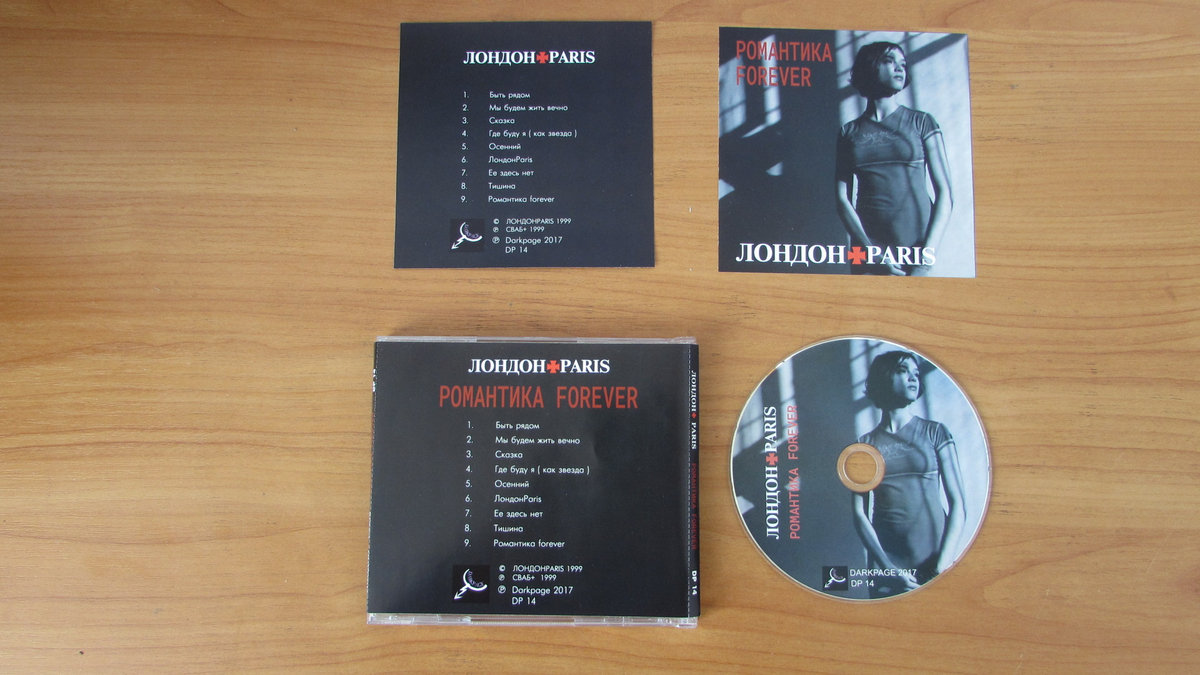 ЛОНДОН✠PARIS
1. Быть рядом
2. Мы будем жить вечно
3. Сказка
4. Где буду я ( как звезда )
5. Осенний
6. ЛондонParis
7. Ее здесь нет
8. Тишина
9. Романтика forever
© ЛОНДОНPARIS 1999
℗ СВАБ+ 1999
℗ Darkpage 2017
DP 14
РОМАНТИКА
FOREVER
ЛОНДОН✠PARIS
ЛОНДОН✠PARIS
РОМАНТИКА FOREVER
1. Быть рядом
2. Мы будем жить вечно
3. Сказка
4. Где буду я ( как звезда )
5. Осенний
6. ЛондонParis
7. Ее здесь нет
8. Тишина
9. Романтика forever
© ЛОНДОНPARIS 1999
℗ СВАБ+ 1999
℗ Darkpage 2017
DP 14
ЛОНДОН✠ PARIS РОМАНТИКА FOREVER DP 14
ЛОНДОН✠PARIS
РОМАНТИКА FOREVER
DARKPAGE 2017
DP 14